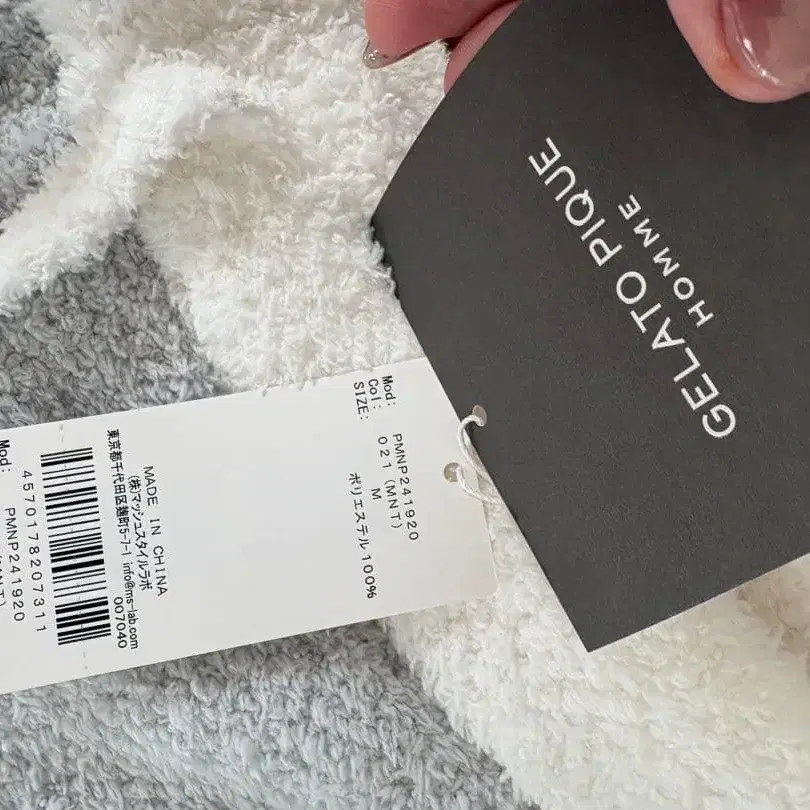 GELATO PIQUE
HOMME
Mod: PMNP241920
Col: 021 (MNT)
SIZE: M
ポリエステル100%
MADE IN CHINA
(株)マッシュスタイルラボ
東京都千代田区麹町5-7-1 info@ms-lab.com
007040
4570178207311
Mod: PMNP241920
(MNT)